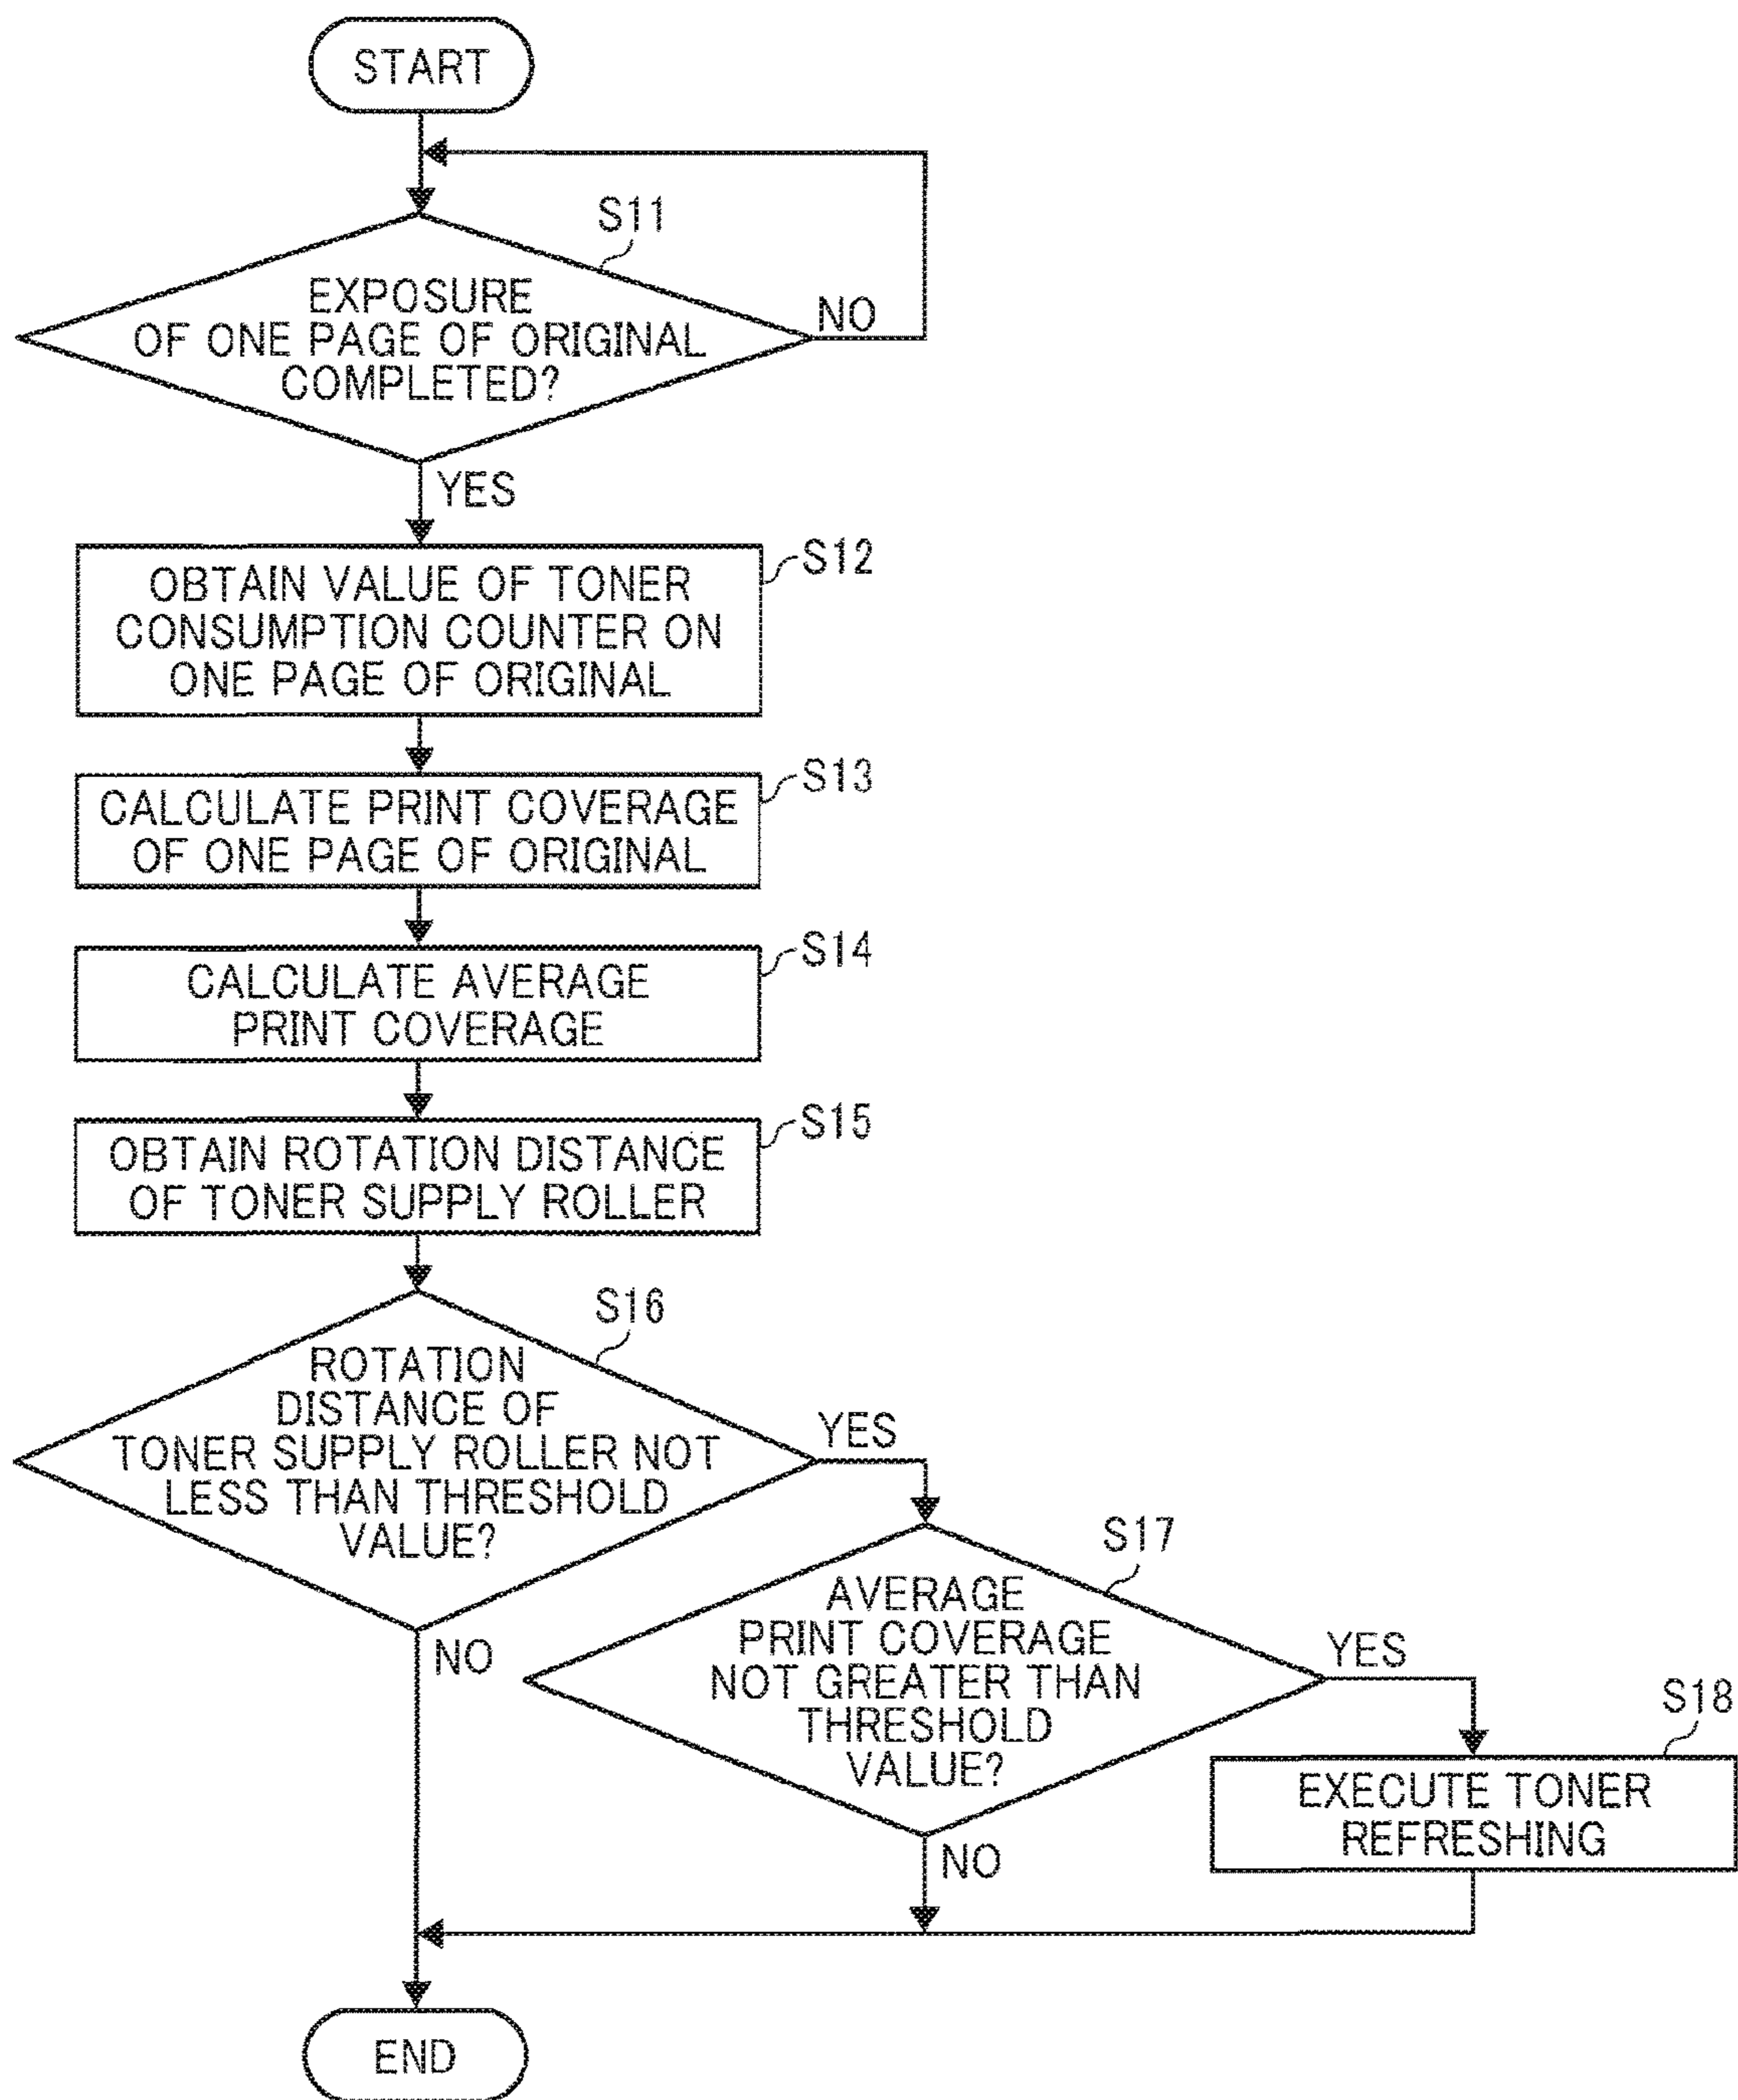 START
S11
EXPOSURE
OF ONE PAGE OF ORIGINAL
COMPLETED?
NO
YES
S12
OBTAIN VALUE OF TONER
CONSUMPTION COUNTER ON
ONE PAGE OF ORIGINAL
S13
CALCULATE PRINT COVERAGE
OF ONE PAGE OF ORIGINAL
S14
CALCULATE AVERAGE
PRINT COVERAGE
S15
OBTAIN ROTATION DISTANCE
OF TONER SUPPLY ROLLER
S16
ROTATION
DISTANCE OF
TONER SUPPLY ROLLER NOT
LESS THAN THRESHOLD
VALUE?
YES
NO
S17
AVERAGE
PRINT COVERAGE
NOT GREATER THAN
THRESHOLD
VALUE?
YES
NO
S18
EXECUTE TONER
REFRESHING
END